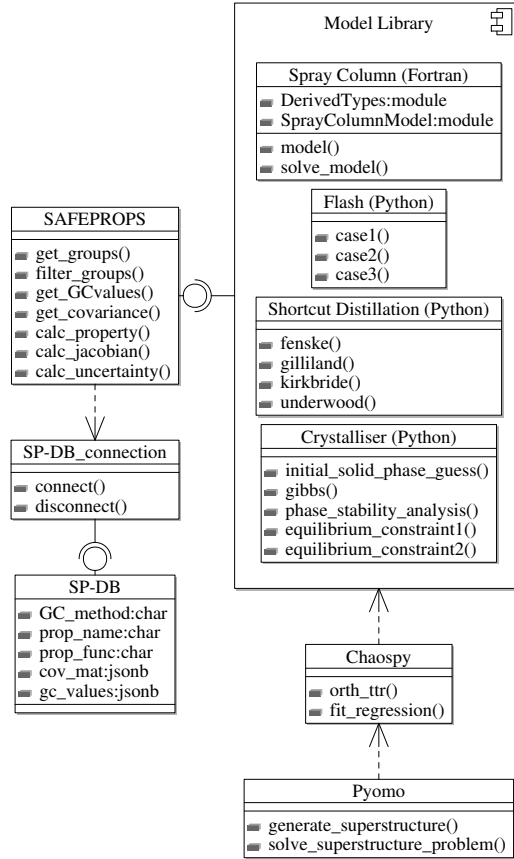 Model Library
Spray Column (Fortran)
DerivedTypes:module
SprayColumnModel:module
model()
solve_model()
Flash (Python)
case1()
case2()
case3()
Shortcut Distillation (Python)
fenske()
gilliland()
kirkbride()
underwood()
Crystalliser (Python)
initial_solid_phase_guess()
gibbs()
phase_stability_analysis()
equilibrium_constraint1()
equilibrium_constraint2()
SAFEPROPS
get_groups()
filter_groups()
get_GCvalues()
get_covariance()
calc_property()
calc_jacobian()
calc_uncertainty()
SP-DB_connection
connect()
disconnect()
SP-DB
GC_method:char
prop_name:char
prop_func:char
cov_mat:jsonb
gc_values:jsonb
Chaospy
orth_ttr()
fit_regression()
Pyomo
generate_superstructure()
solve_superstructure_problem()